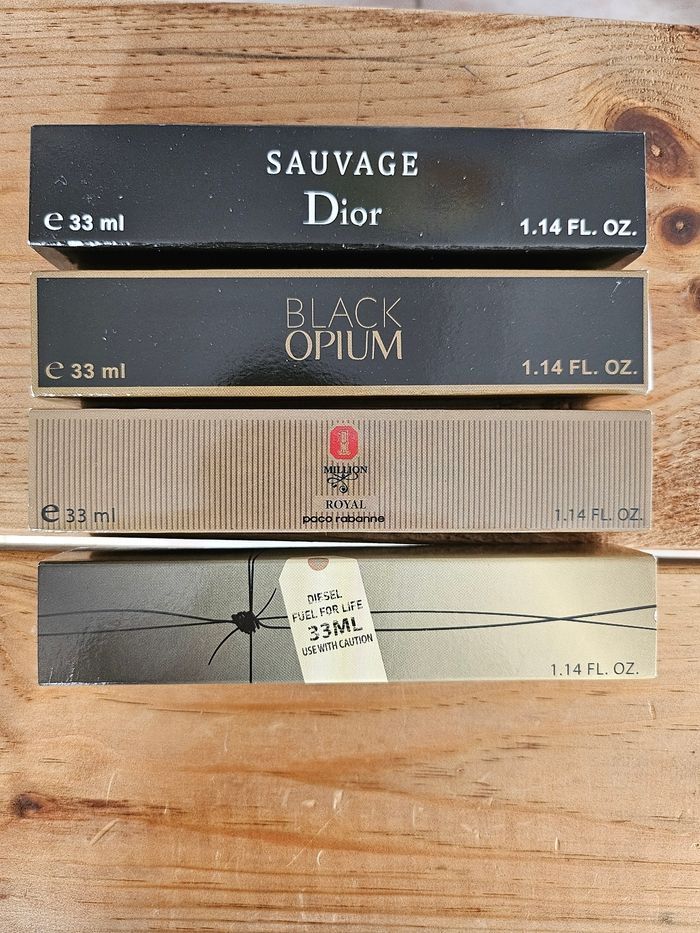 SAUVAGE
Dior
e 33 ml
1.14 FL. OZ.
BLACK
OPIUM
e 33 ml
1.14 FL. OZ.
MILLION
ROYAL
paco rabanne
e 33 ml
1.14 FL. OZ.
DIESEL
FUEL FOR LIFE
33ML
USE WITH CAUTION
1.14 FL. OZ.